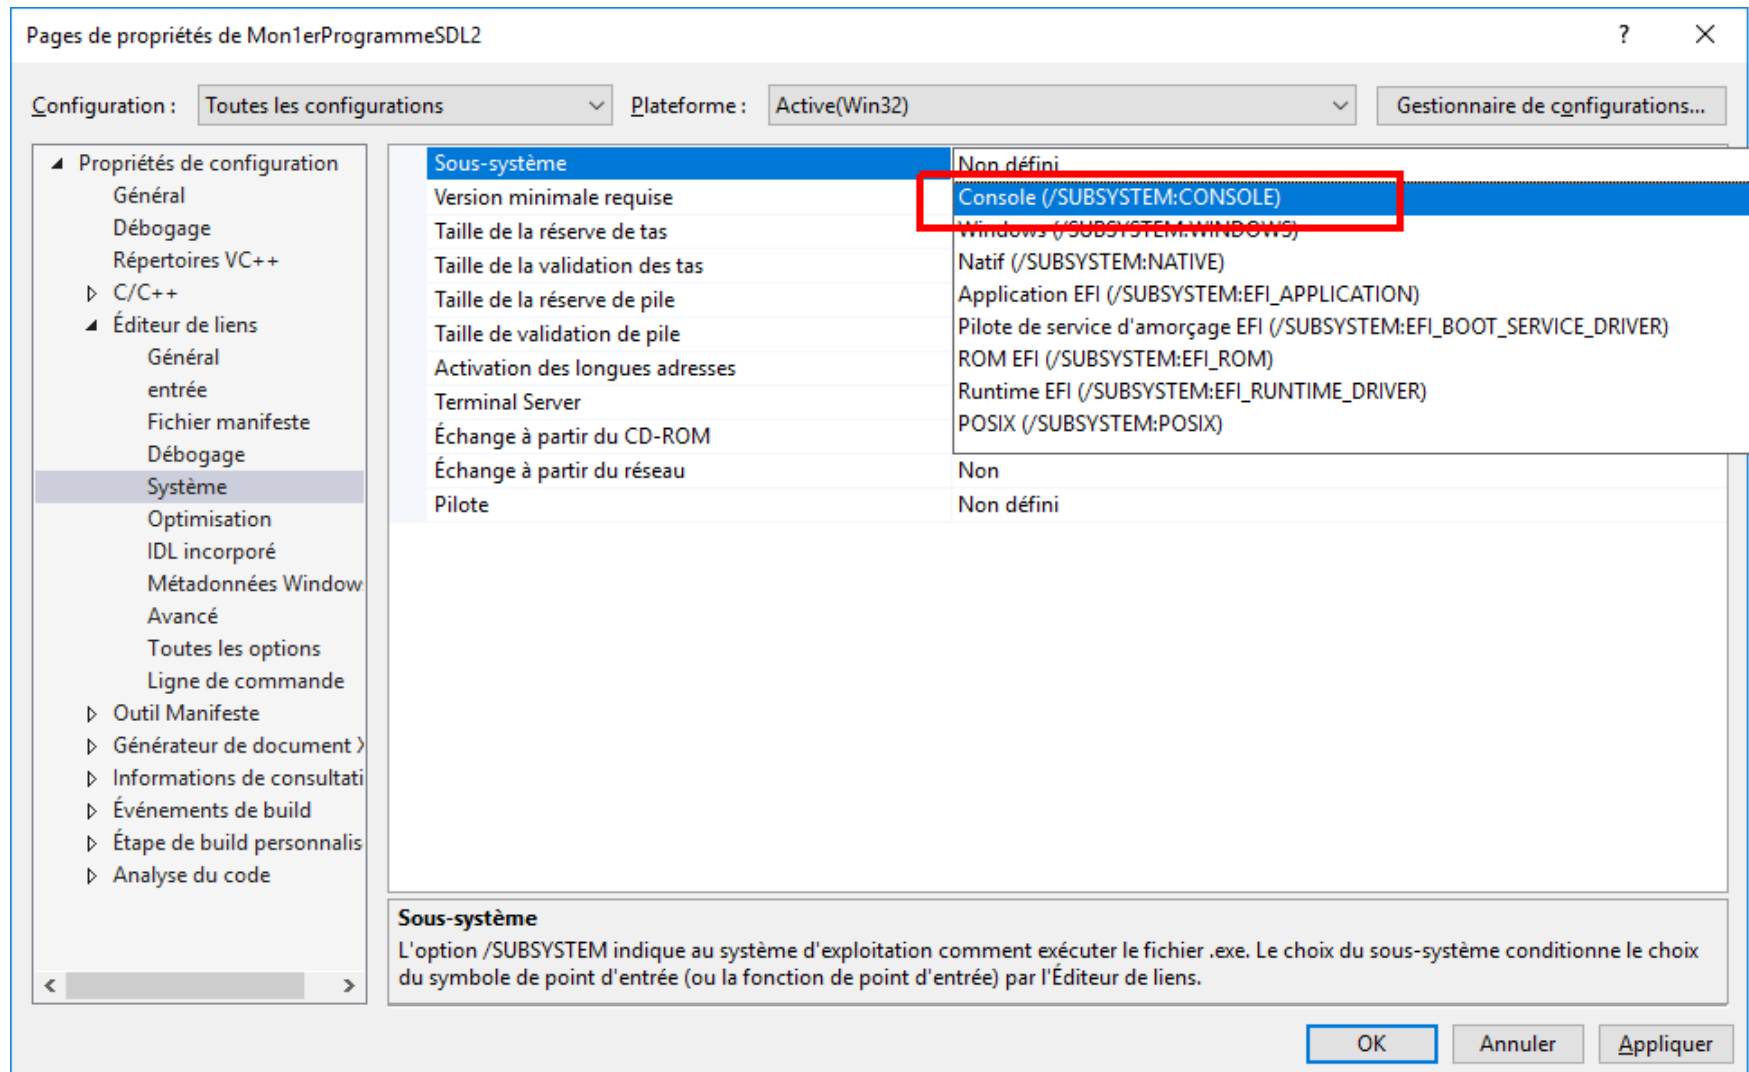 Pages de propriétés de Mon1erProgrammeSDL2
?
Configuration : Toutes les configurations Plateforme : Active(Win32) Gestionnaire de configurations...
Propriétés de configuration
Général
Débogage
Répertoires VC++
C/C++
Éditeur de liens
Général
entrée
Fichier manifeste
Débogage
Système
Optimisation
IDL incorporé
Métadonnées Window
Avancé
Toutes les options
Ligne de commande
Outil Manifeste
Générateur de document X
Informations de consultati
Événements de build
Étape de build personnalis
Analyse du code
Sous-système
Version minimale requise
Taille de la réserve de tas
Taille de la validation des tas
Taille de la réserve de pile
Taille de validation de pile
Activation des longues adresses
Terminal Server
Échange à partir du CD-ROM
Échange à partir du réseau Non
Pilote Non défini
Non défini
Console (/SUBSYSTEM:CONSOLE)
Windows (/SUBSYSTEM:WINDOWS)
Natif (/SUBSYSTEM:NATIVE)
Application EFI (/SUBSYSTEM:EFI_APPLICATION)
Pilote de service d'amorçage EFI (/SUBSYSTEM:EFI_BOOT_SERVICE_DRIVER)
ROM EFI (/SUBSYSTEM:EFI_ROM)
Runtime EFI (/SUBSYSTEM:EFI_RUNTIME_DRIVER)
POSIX (/SUBSYSTEM:POSIX)
Sous-système
L'option /SUBSYSTEM indique au système d'exploitation comment exécuter le fichier .exe. Le choix du sous-système conditionne le choix
du symbole de point d'entrée (ou la fonction de point d'entrée) par l'Éditeur de liens.
OK Annuler Appliquer